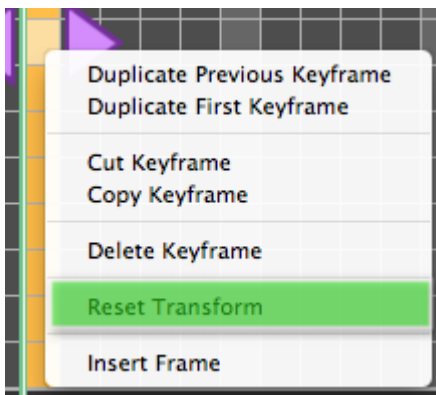 Duplicate Previous Keyframe
Duplicate First Keyframe
Cut Keyframe
Copy Keyframe
Delete Keyframe
Reset Transform
Insert Frame